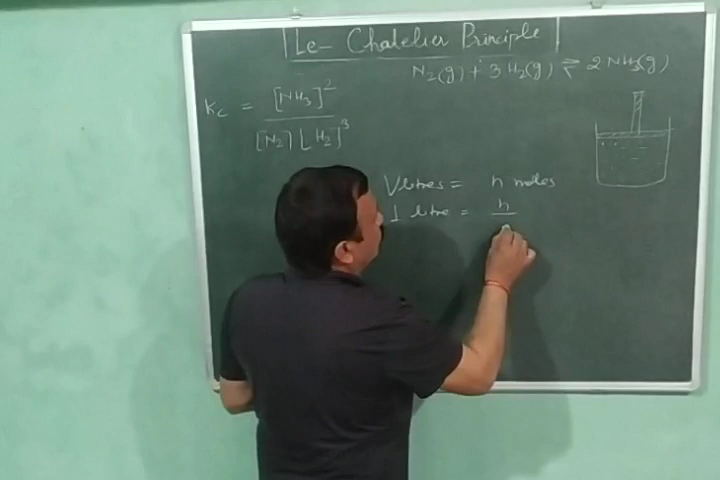 Le-Chatelier Principle
N₂(g) + 3H₂(g) ⇌ 2NH₃(g)
Kc = [NH₃]² / [N₂] [H₂]³
V litres = n moles
1 litre = n /